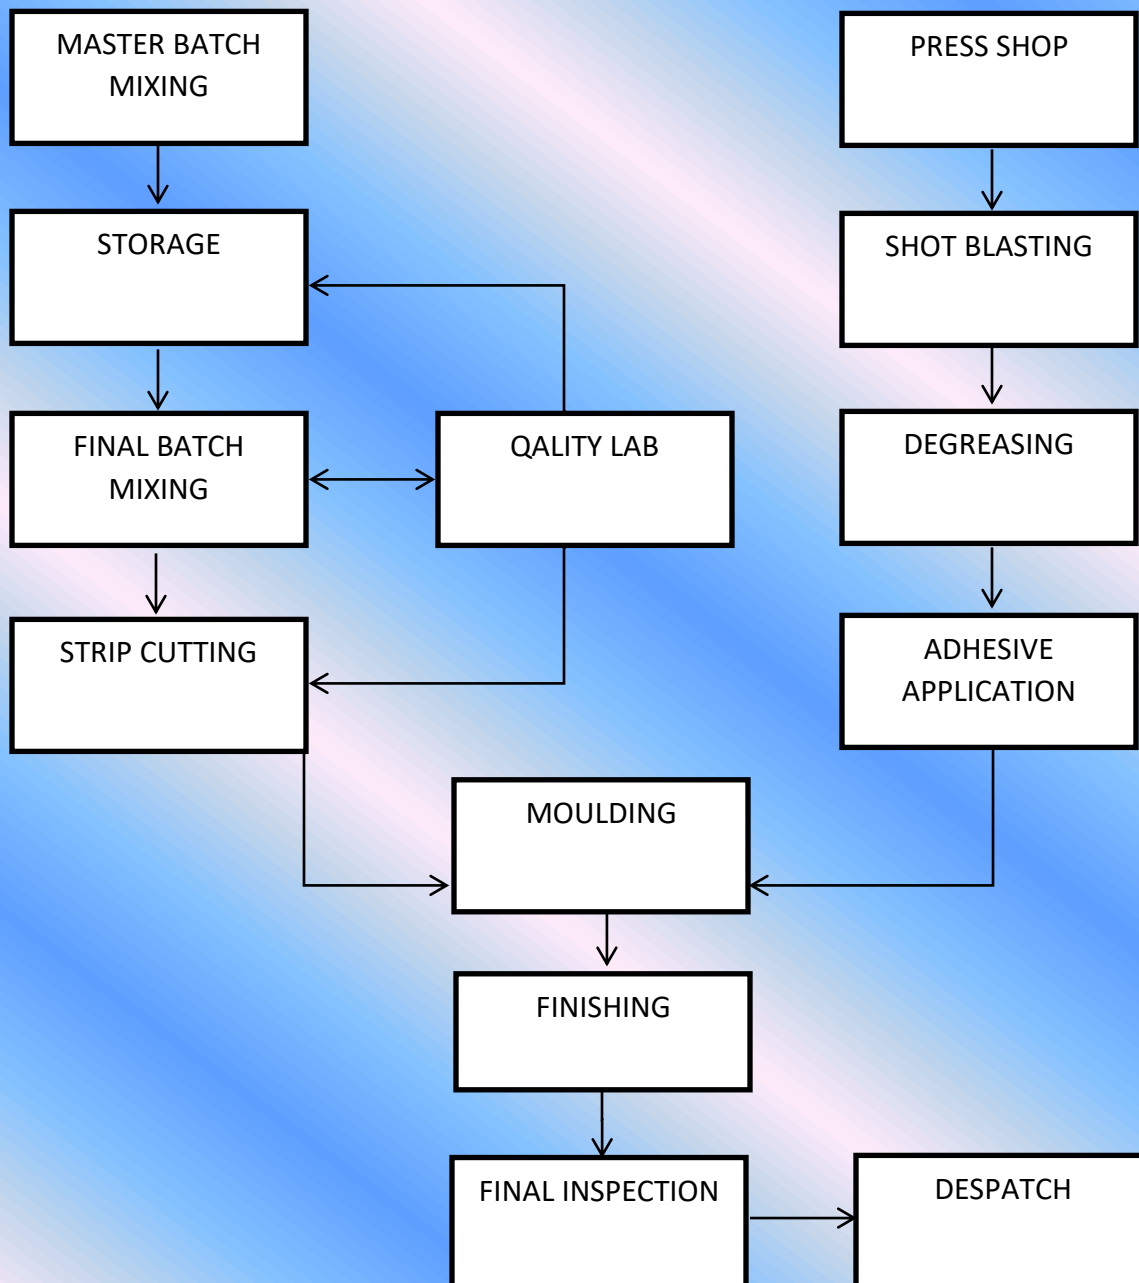 MASTER BATCH
MIXING
PRESS SHOP
STORAGE
SHOT BLASTING
FINAL BATCH
MIXING
QALITY LAB
DEGREASING
STRIP CUTTING
ADHESIVE
APPLICATION
MOULDING
FINISHING
FINAL INSPECTION
DESPATCH